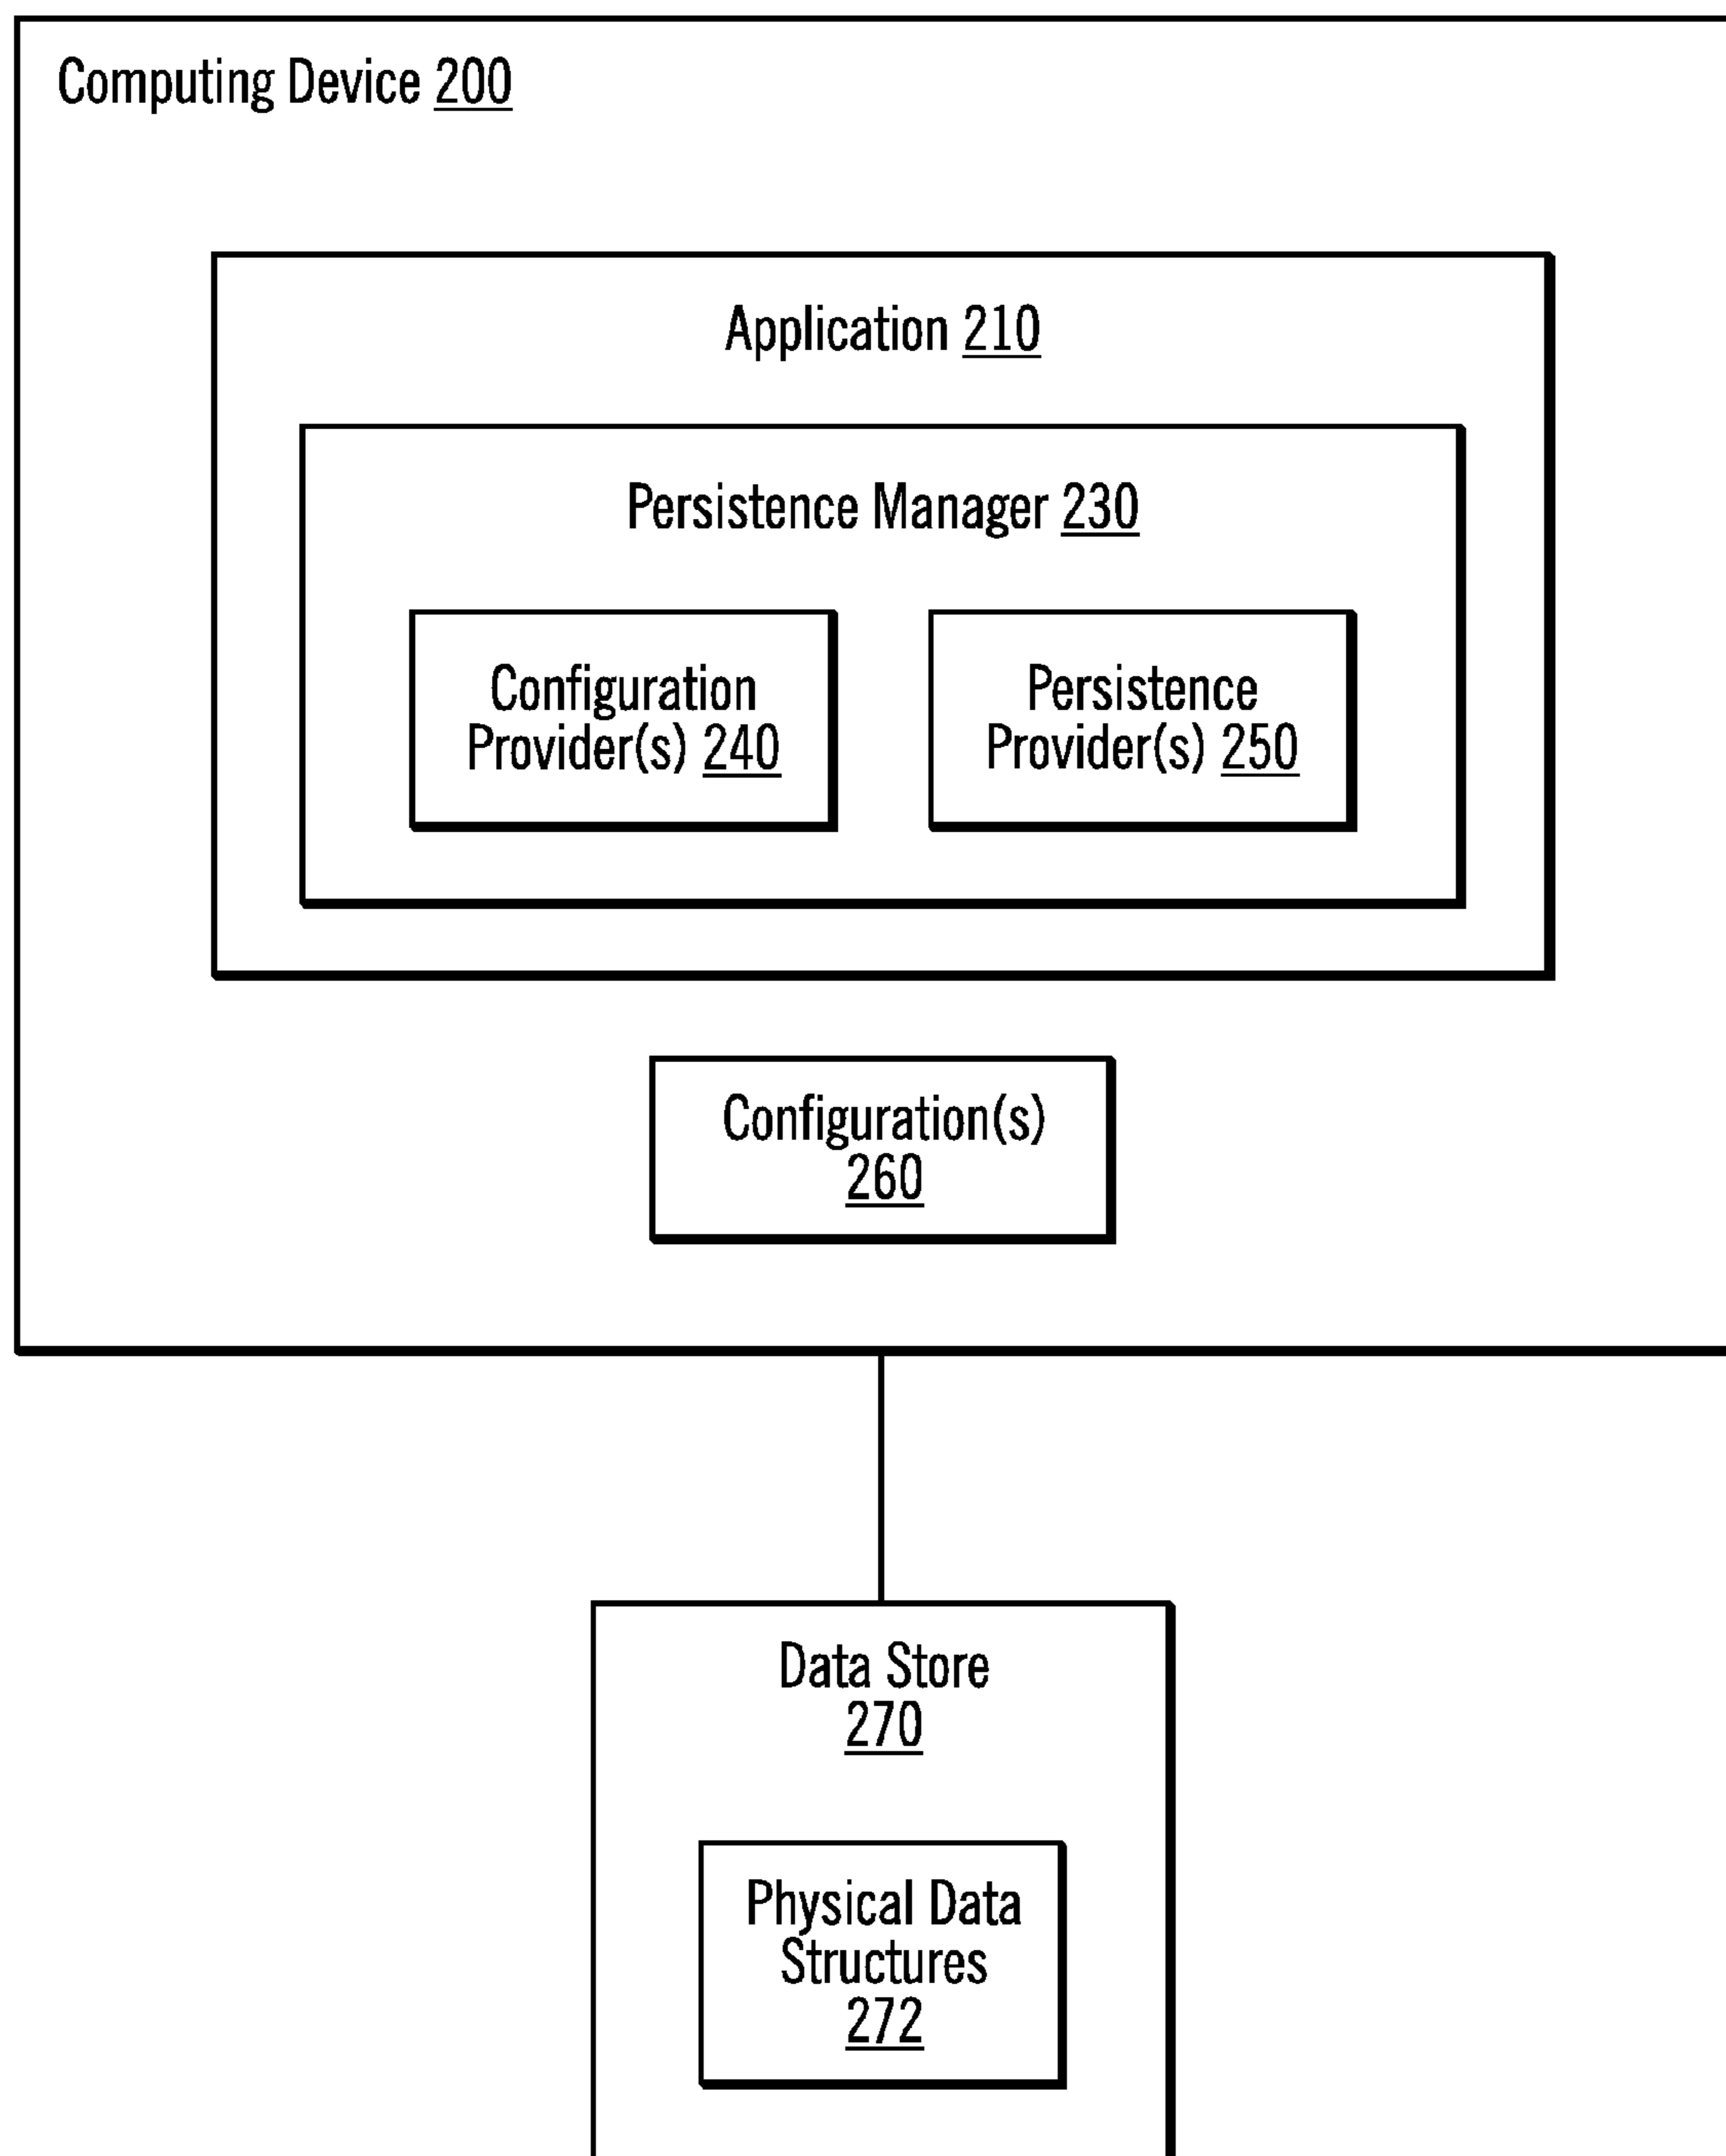 Computing Device 200
Application 210
Persistence Manager 230
Configuration
Provider(s) 240
Persistence
Provider(s) 250
Configuration(s)
260
Data Store
270
Physical Data
Structures
272